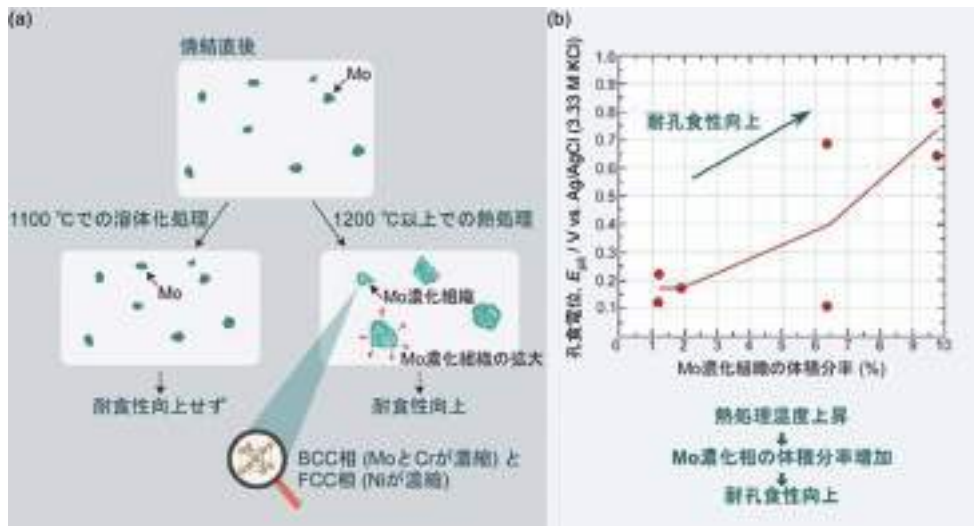 (a)
焼結直後
Mo
1100 ℃での溶体化処理
1200 ℃以上での熱処理
Mo
Mo濃化組織
Mo濃化組織の拡大
耐食性向上せず
耐食性向上
BCC相 (MoとCrが濃縮) と
FCC相 (Niが濃縮)
(b)
孔食電位, E / V vs. Ag/AgCl (3.33 M KCl)
1.0
0.9
0.8
0.7
0.6
0.5
0.4
0.3
0.2
0.1
耐孔食性向上
0 1 2 3 4 5 6 7 8 9 10
Mo濃化組織の体積分率 (%)
熱処理温度上昇
Mo濃化相の体積分率増加
耐孔食性向上